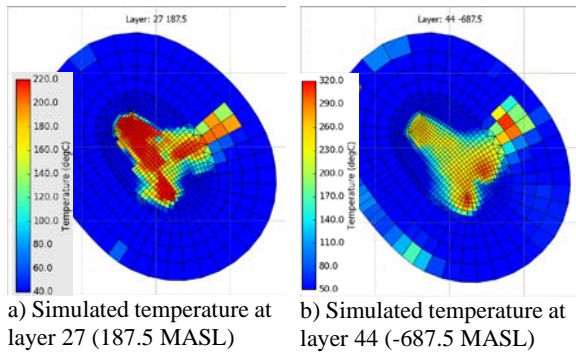 Layer: 27 187.5
220.0
200.0
180.0
160.0
140.0
120.0
100.0
80.0
60.0
40.0
Temperature (degC)
Layer: 44 -687.5
320.0
290.0
260.0
230.0
200.0
170.0
140.0
110.0
80.0
50.0
Temperature (degC)
a) Simulated temperature at
layer 27 (187.5 MASL)
b) Simulated temperature at
layer 44 (-687.5 MASL)